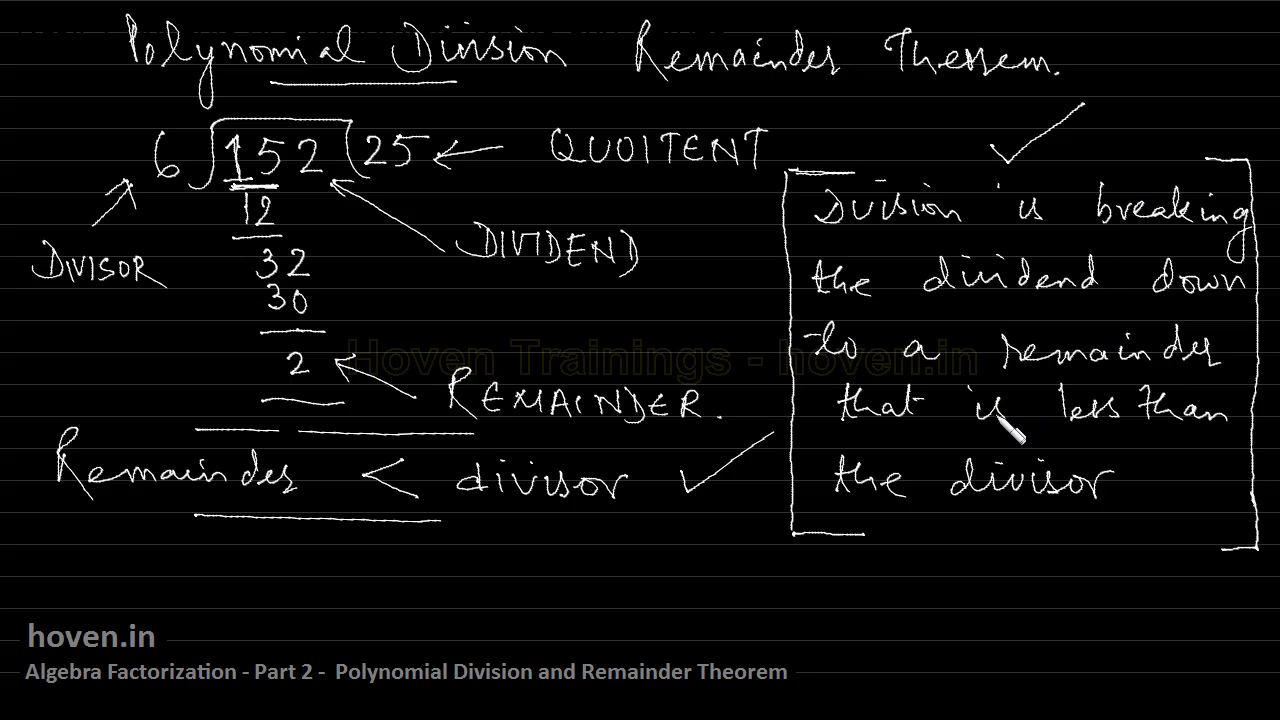 Polynomial Division Remainder Theorem.
6 152 25 ← QUOITENT
12
DIVISOR
DIVIDEND
32
30
2
REMAINDER.
Remainder < divisor ✓
✓
Division is breaking
the dividend down
to a remainder
that is less than
the divisor
Hoven Trainings - hoven.in
hoven.in
Algebra Factorization - Part 2 - Polynomial Division and Remainder Theorem